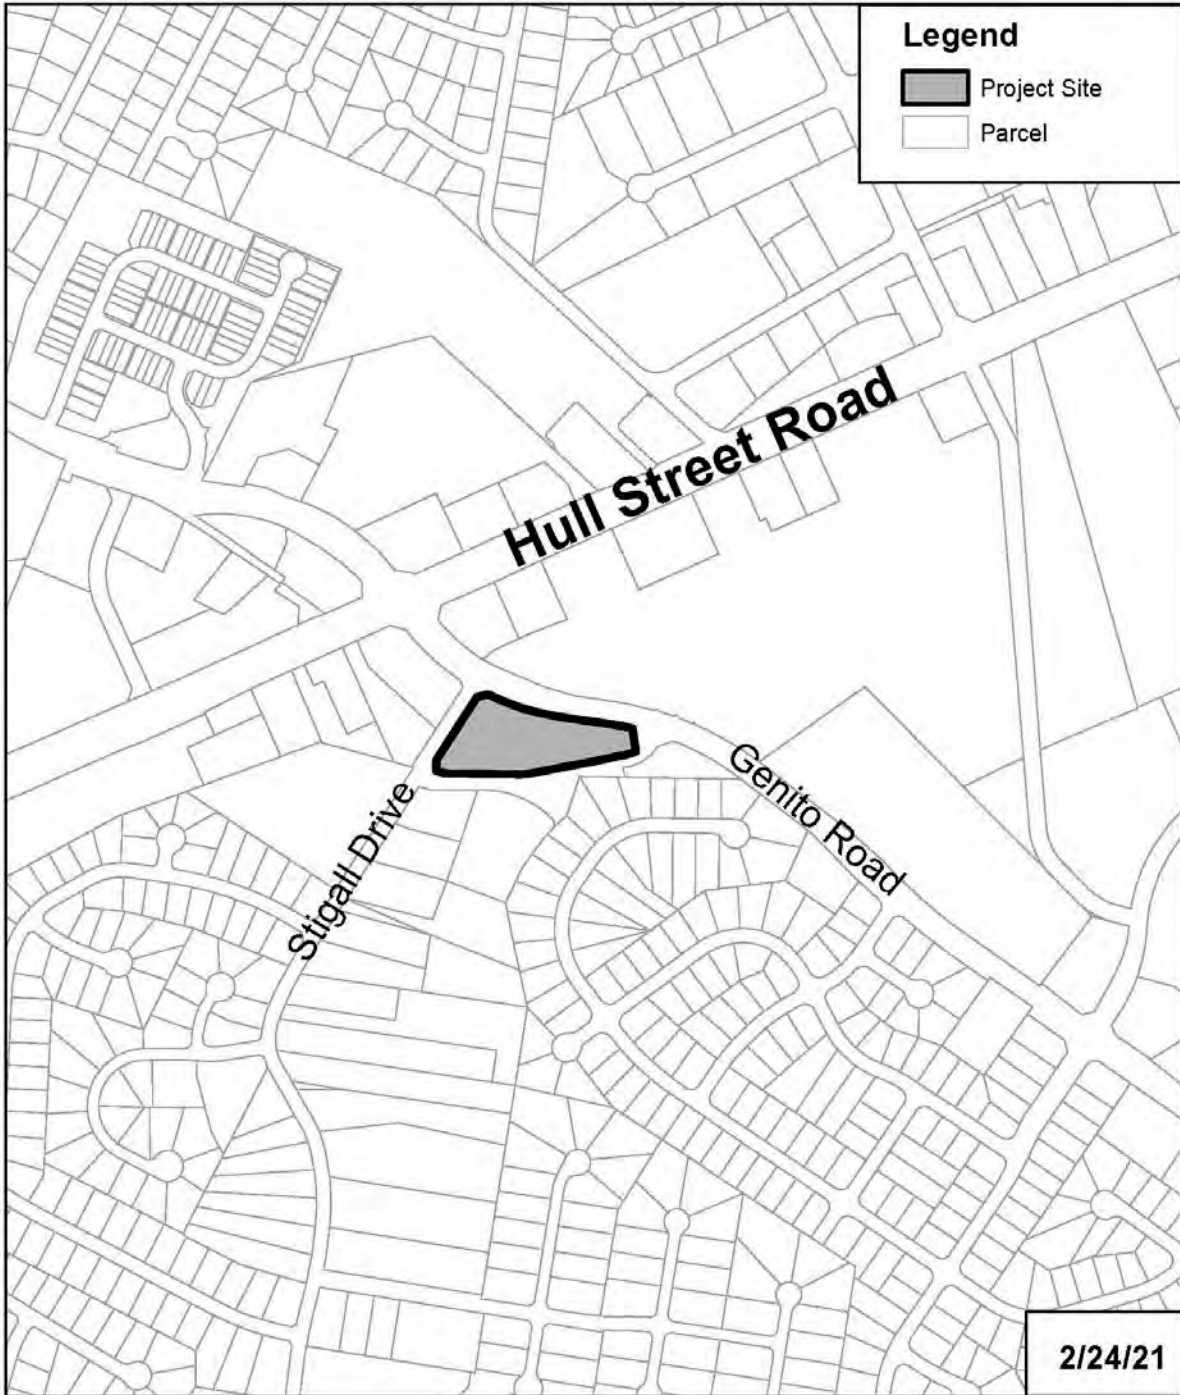 Legend
Project Site
Parcel
Hull Street Road
Genito Road
Stigall Drive
2/24/21